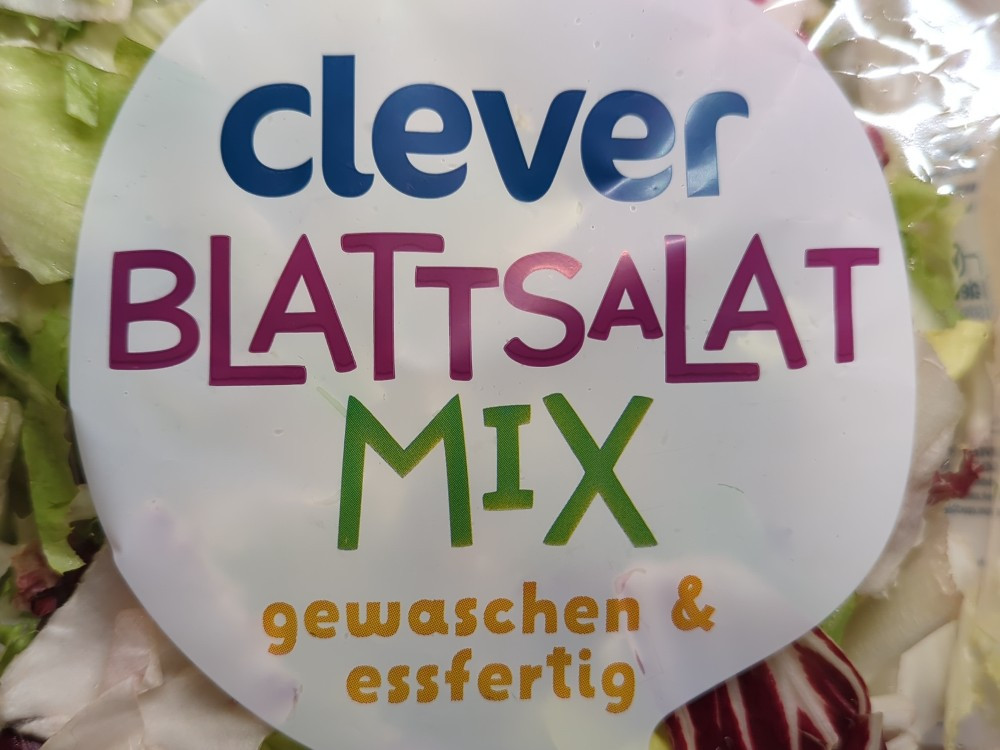 clever
BLATTSALAT
MIX
gewaschen &
essfertig